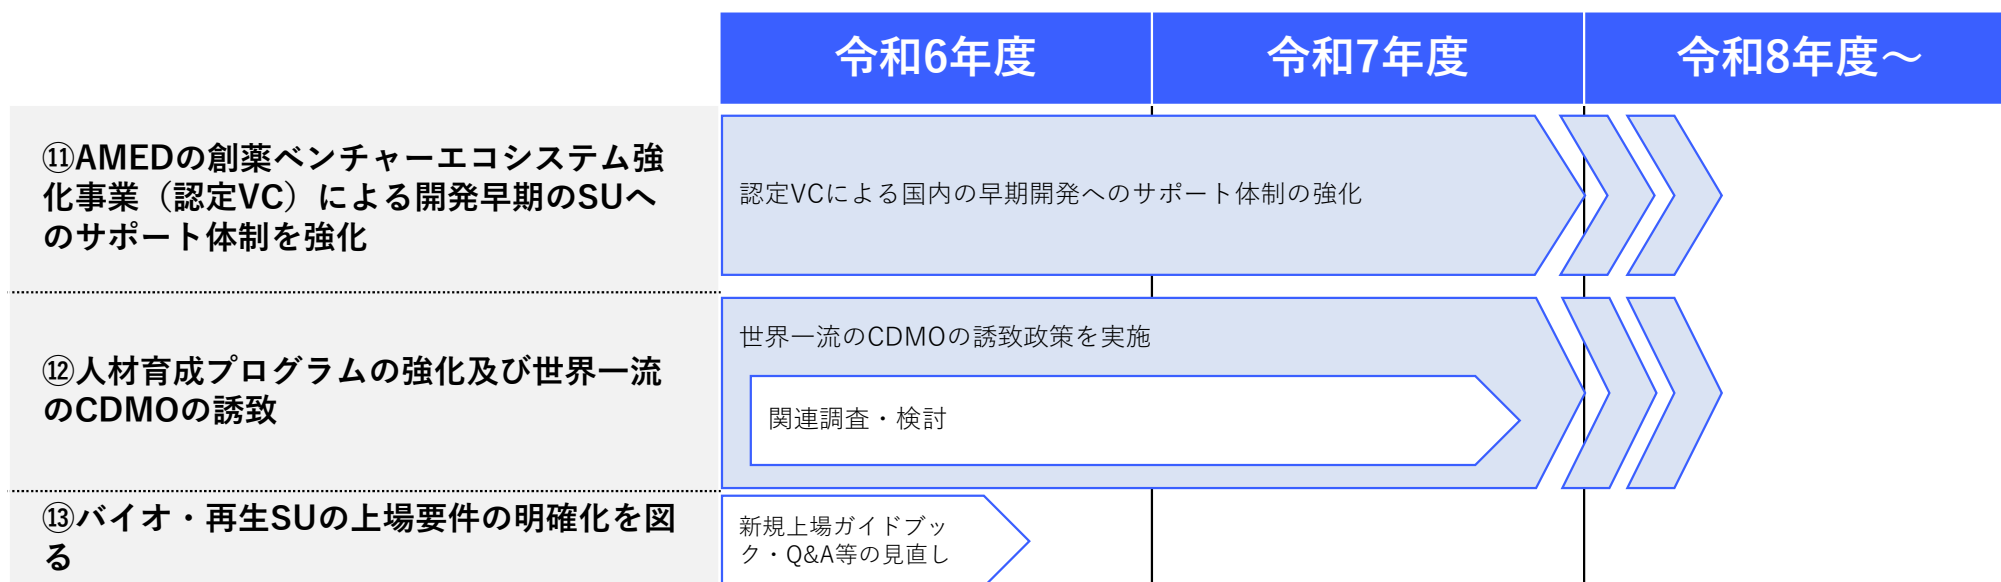 令和6年度
令和7年度
令和8年度～
⑪AMEDの創薬ベンチャーエコシステム強
化事業（認定VC）による開発早期のSUへ
のサポート体制を強化
認定VCによる国内の早期開発へのサポート体制の強化
⑫人材育成プログラムの強化及び世界一流
のCDMOの誘致
世界一流のCDMOの誘致政策を実施
関連調査・検討
⑬バイオ・再生SUの上場要件の明確化を図
る
新規上場ガイドブッ
ク・Q&A等の見直し